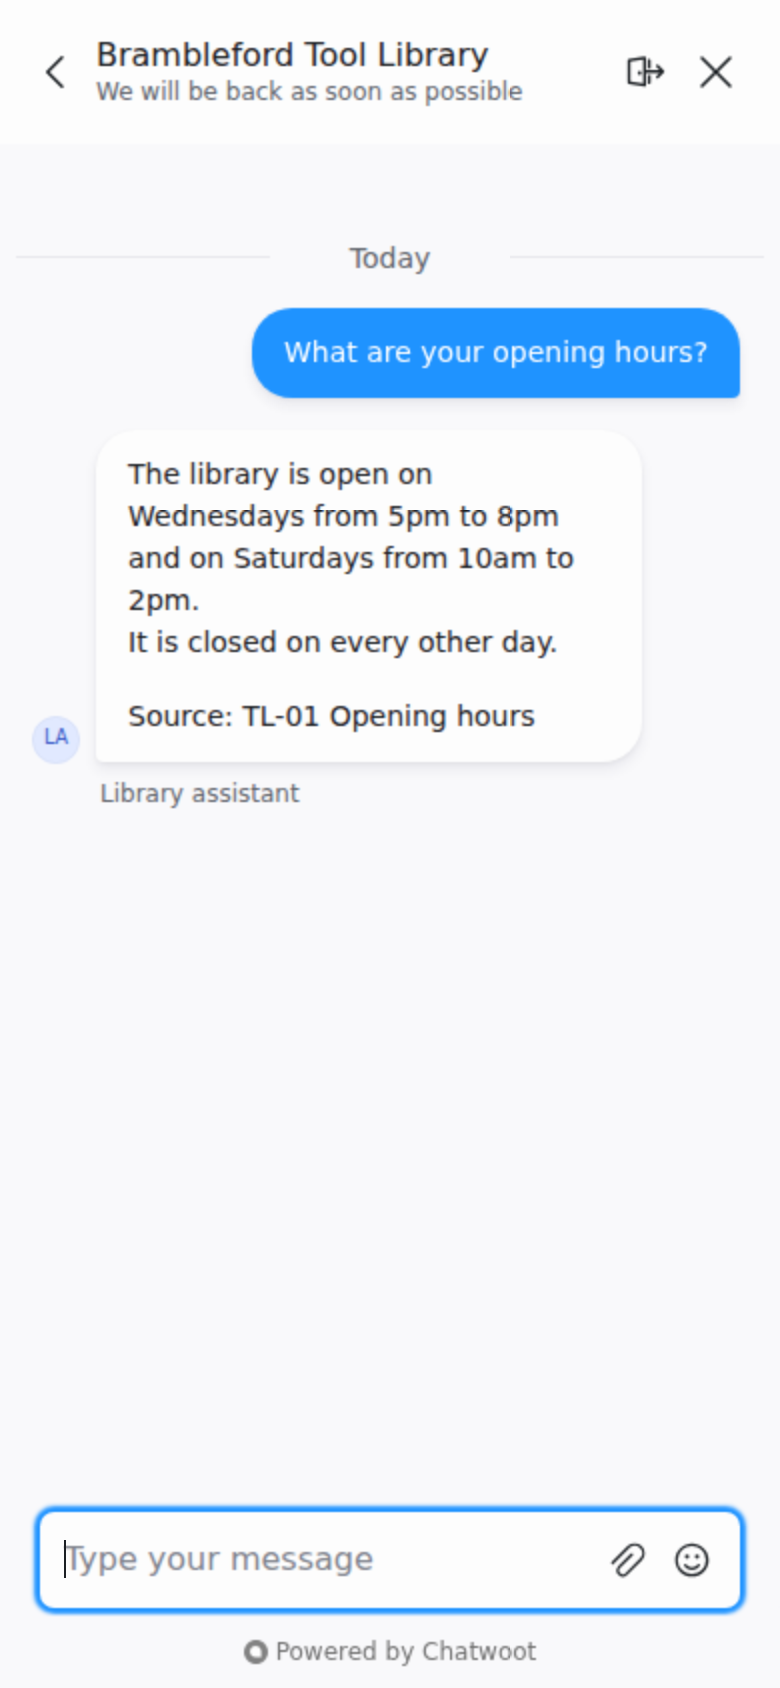 Brambleford Tool Library
We will be back as soon as possible
Today
What are your opening hours?
The library is open on
Wednesdays from 5pm to 8pm
and on Saturdays from 10am to
2pm.
It is closed on every other day.
Source: TL-01 Opening hours
LA
Library assistant
Type your message
Powered by Chatwoot